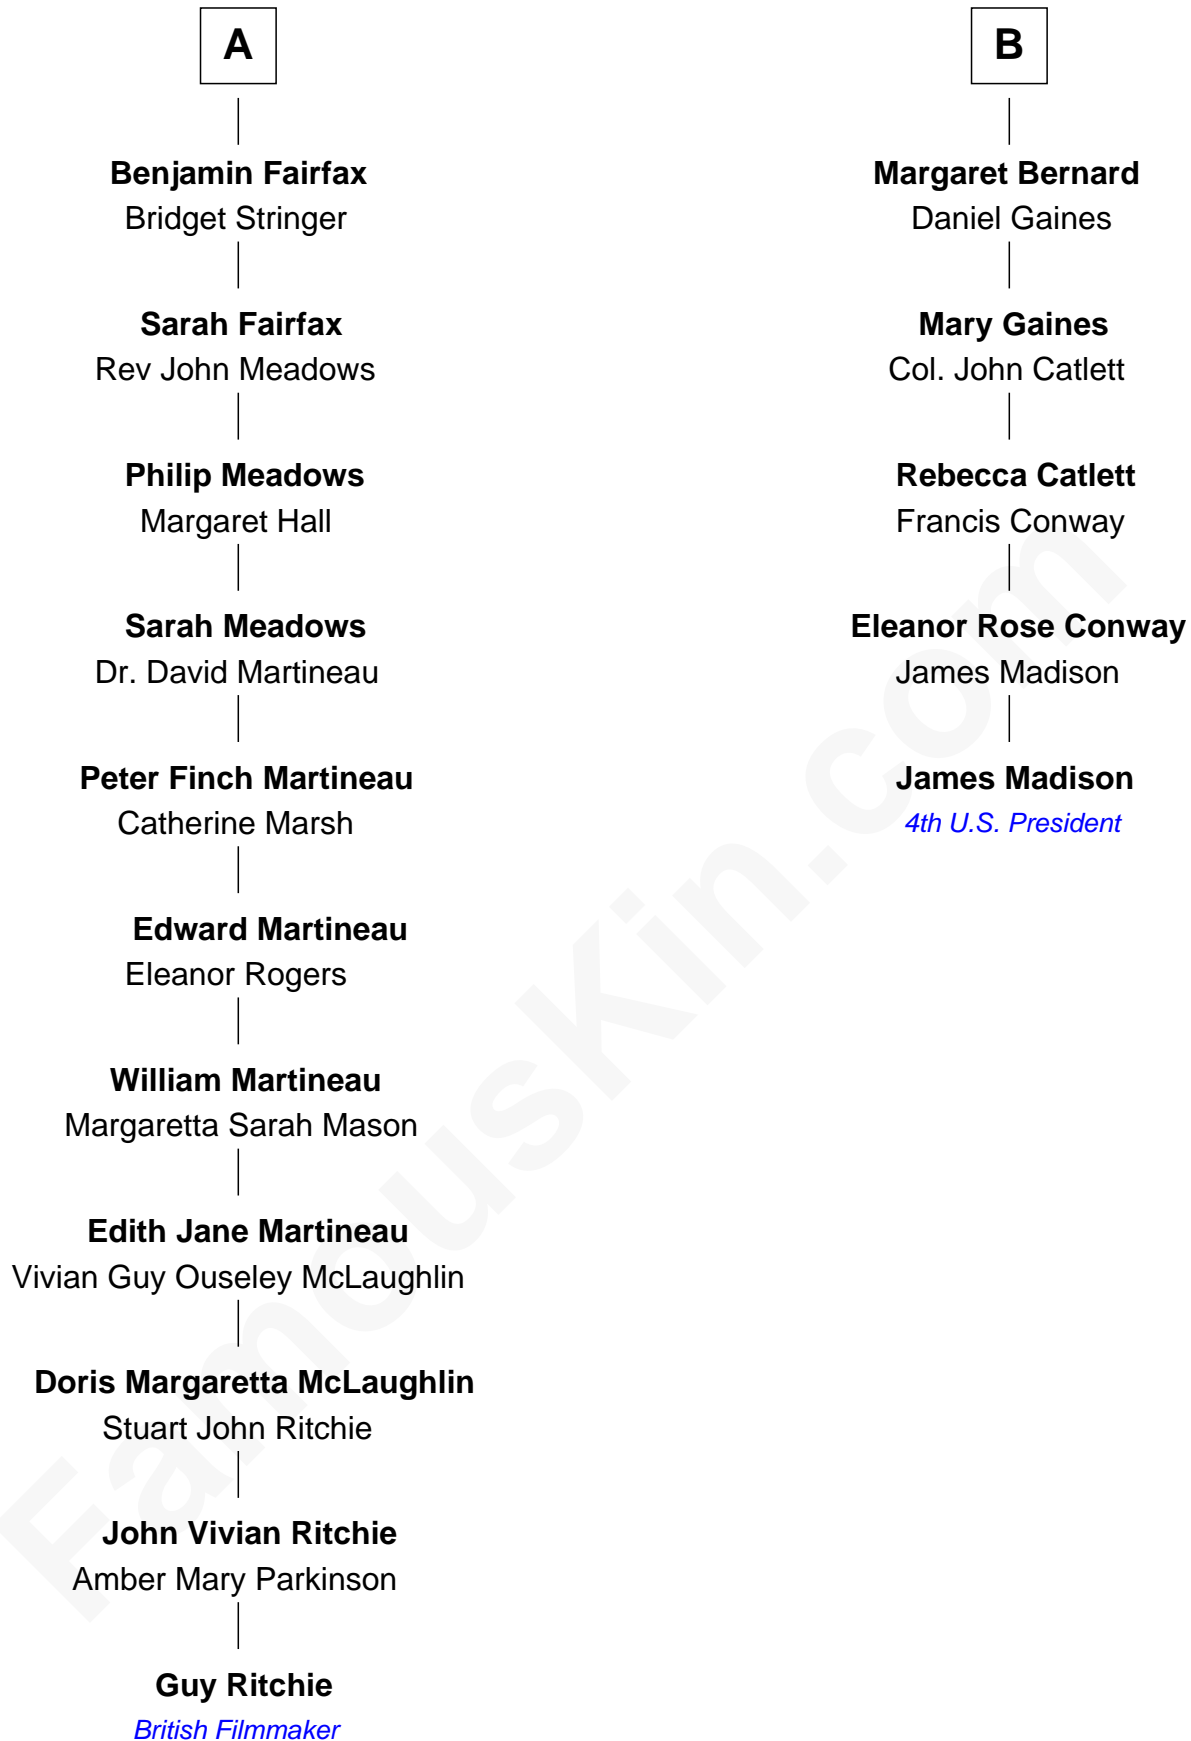 A
Benjamin Fairfax
Bridget Stringer
Sarah Fairfax
Rev John Meadows
Philip Meadows
Margaret Hall
Sarah Meadows
Dr. David Martineau
Peter Finch Martineau
Catherine Marsh
Edward Martineau
Eleanor Rogers
William Martineau
Margaretta Sarah Mason
Edith Jane Martineau
Vivian Guy Ouseley McLaughlin
Doris Margaretta McLaughlin
Stuart John Ritchie
John Vivian Ritchie
Amber Mary Parkinson
Guy Ritchie
British Filmmaker
B
Margaret Bernard
Daniel Gaines
Mary Gaines
Col. John Catlett
Rebecca Catlett
Francis Conway
Eleanor Rose Conway
James Madison
James Madison
4th U.S. President
FamousKin.com